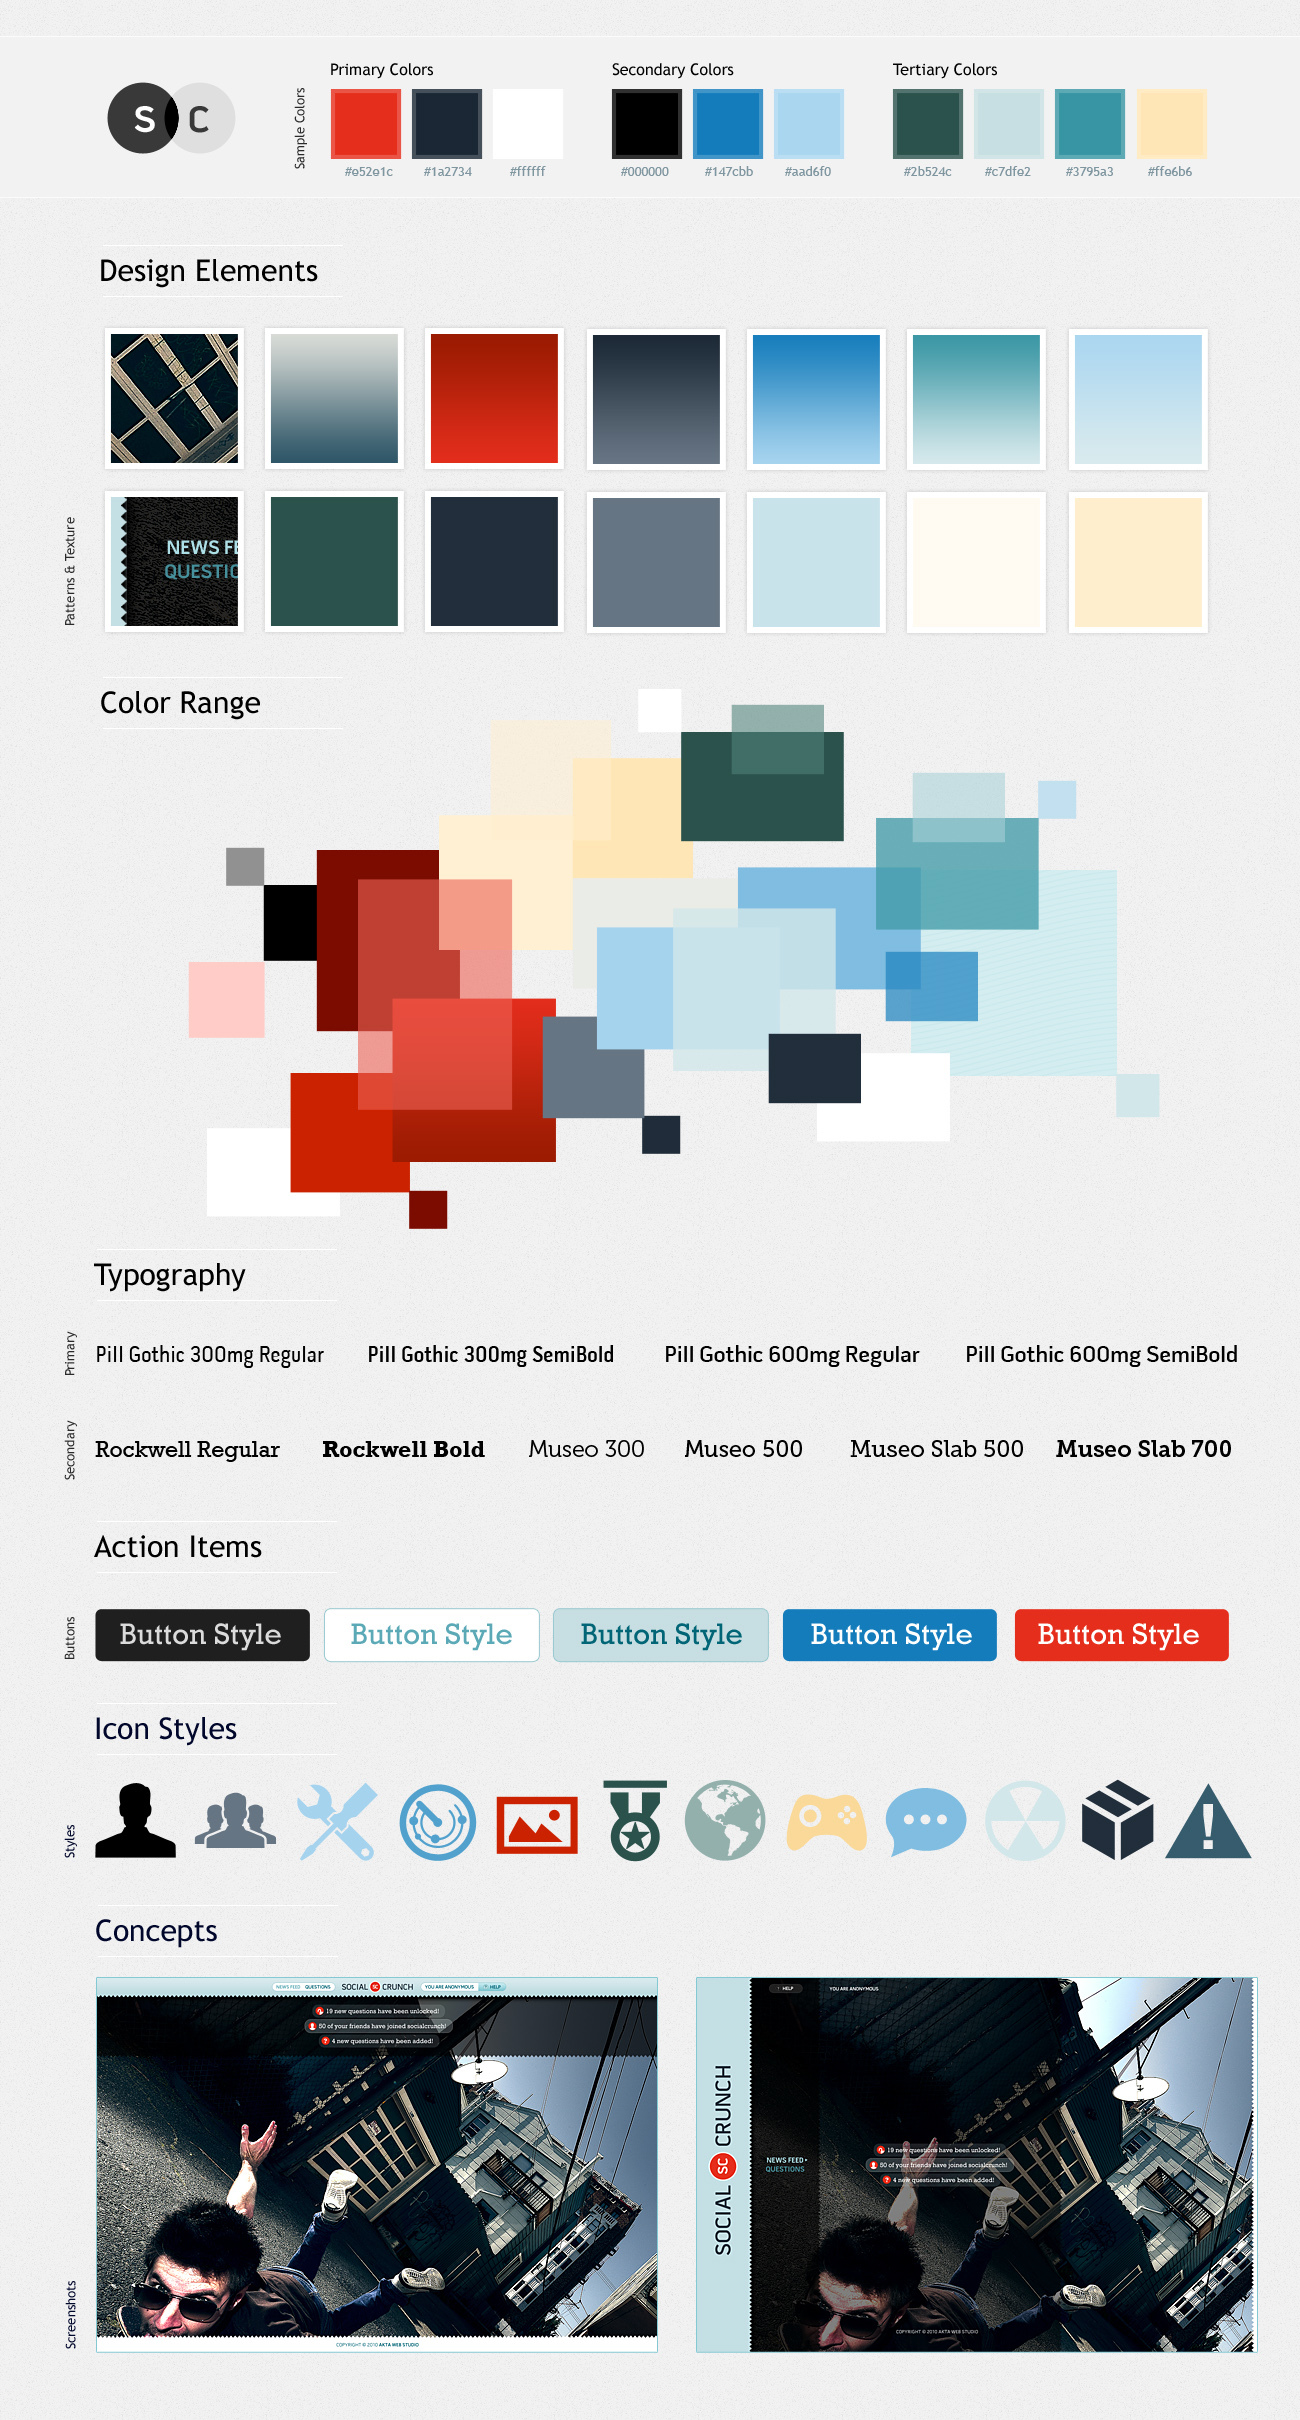 S C
Sample Colors
Primary Colors
#e52e1c #1a2734 #ffffff
Secondary Colors
#000000 #147cbb #aad6f0
Tertiary Colors
#2b524c #c7dfe2 #3795a3 #ffe6b6
Design Elements
Patterns & Texture
NEWS FE
QUESTIO
Color Range
Typography
Primary
Pill Gothic 300mg Regular Pill Gothic 300mg SemiBold Pill Gothic 600mg Regular Pill Gothic 600mg SemiBold
Secondary
Rockwell Regular Rockwell Bold Museo 300 Museo 500 Museo Slab 500 Museo Slab 700
Action Items
Buttons
Button Style Button Style Button Style Button Style Button Style
Icon Styles
Styles
Concepts
Screenshots
NEWS FEED QUESTIONS SOCIAL SC CRUNCH YOU ARE ANONYMOUS ? HELP
19 new questions have been unlocked!
50 of your friends have joined socialcrunch!
? 4 new questions have been added!
COPYRIGHT © 2010 AKTA WEB STUDIO
SOCIAL SC CRUNCH
? HELP YOU ARE ANONYMOUS
NEWS FEED
QUESTIONS
19 new questions have been unlocked!
50 of your friends have joined socialcrunch!
? 4 new questions have been added!
COPYRIGHT © 2010 AKTA WEB STUDIO